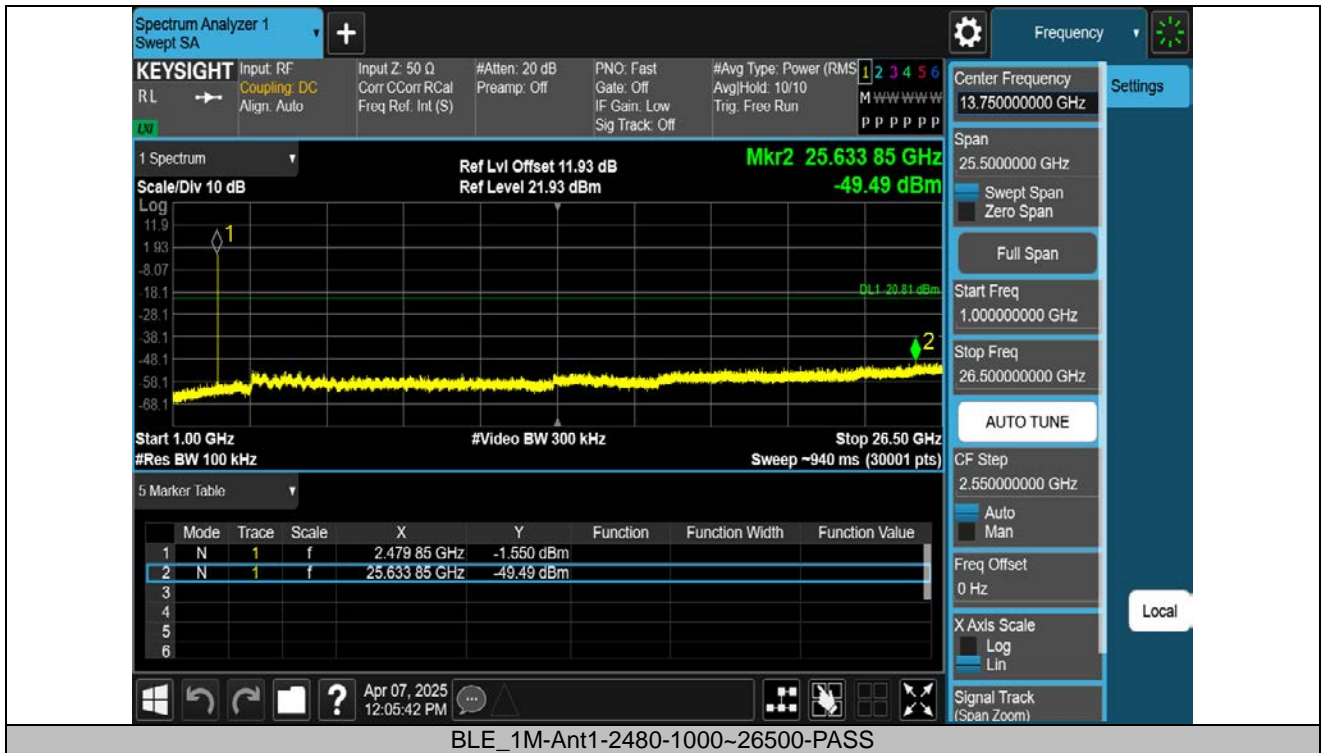 Spectrum Analyzer 1
Swept SA
Frequency
KEYSIGHT
RL
LXI
Input: RF
Coupling: DC
Align: Auto
Input Z: 50 Ω
Corr CCorr RCal
Freq Ref: Int (S)
#Atten: 20 dB
Preamp: Off
PNO: Fast
Gate: Off
IF Gain: Low
Sig Track: Off
#Avg Type: Power (RMS
Avg|Hold: 10/10
Trig: Free Run
1 2 3 4 5 6
M W W W W W
P P P P P P
1 Spectrum
Scale/Div 10 dB
Ref Lvl Offset 11.93 dB
Ref Level 21.93 dBm
Mkr2 25.633 85 GHz
-49.49 dBm
Log
11.9
1.93
-8.07
-18.1
-28.1
-38.1
-48.1
-58.1
-68.1
1
2
DL1 -20.81 dBm
Start 1.00 GHz
#Video BW 300 kHz
Stop 26.50 GHz
#Res BW 100 kHz
Sweep ~940 ms (30001 pts)
5 Marker Table
Mode Trace Scale X Y Function Function Width Function Value
1 N 1 f 2.479 85 GHz -1.550 dBm
2 N 1 f 25.633 85 GHz -49.49 dBm
3
4
5
6
Apr 07, 2025
12:05:42 PM
Center Frequency
13.750000000 GHz
Settings
Span
25.5000000 GHz
Swept Span
Zero Span
Full Span
Start Freq
1.000000000 GHz
Stop Freq
26.500000000 GHz
AUTO TUNE
CF Step
2.550000000 GHz
Auto
Man
Freq Offset
0 Hz
Local
X Axis Scale
Log
Lin
Signal Track
(Span Zoom)
BLE_1M-Ant1-2480-1000~26500-PASS